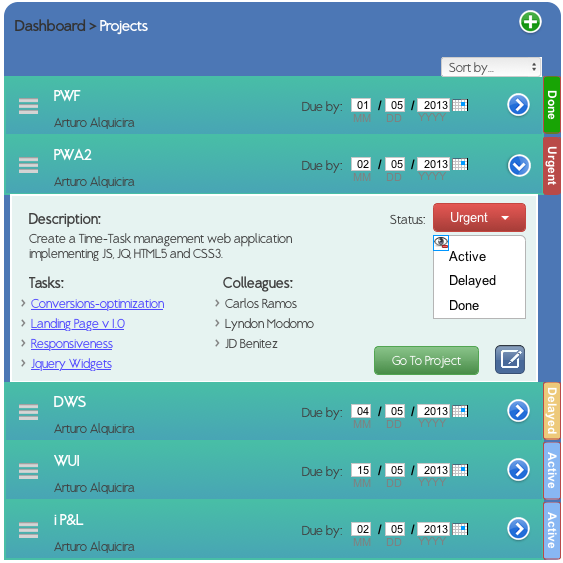 Dashboard > Projects
Sort by...
PWF
Due by: 01 / 05 / 2013
MM DD YYYY
Arturo Alquicira
Done
PWA2
Due by: 02 / 05 / 2013
MM DD YYYY
Arturo Alquicira
Urgent
Description:
Status: Urgent
Create a Time-Task management web application
implementing JS, JQ, HTML5 and CSS3.
Active
Delayed
Done
Tasks:
> Conversions-optimization
> Landing Page v 1.0
> Responsiveness
> Jquery Widgets
Colleagues:
> Carlos Ramos
> Lyndon Modomo
> JD Benitez
Go To Project
DWS
Due by: 04 / 05 / 2013
MM DD YYYY
Arturo Alquicira
Delayed
WUI
Due by: 15 / 05 / 2013
MM DD YYYY
Arturo Alquicira
Active
i P&L
Due by: 02 / 05 / 2013
MM DD YYYY
Arturo Alquicira
Active